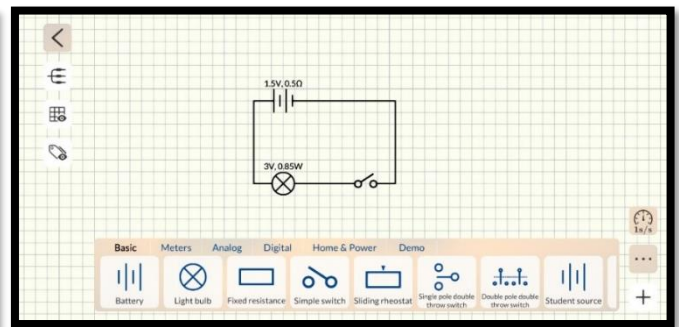 1.5V, 0.5Ω
3V, 0.85W
1s/s
Basic Meters Analog Digital Home & Power Demo
Battery
Light bulb
Fixed resistance
Simple switch
Sliding rheostat
Single pole double
throw switch
Double pole double
throw switch
Student source